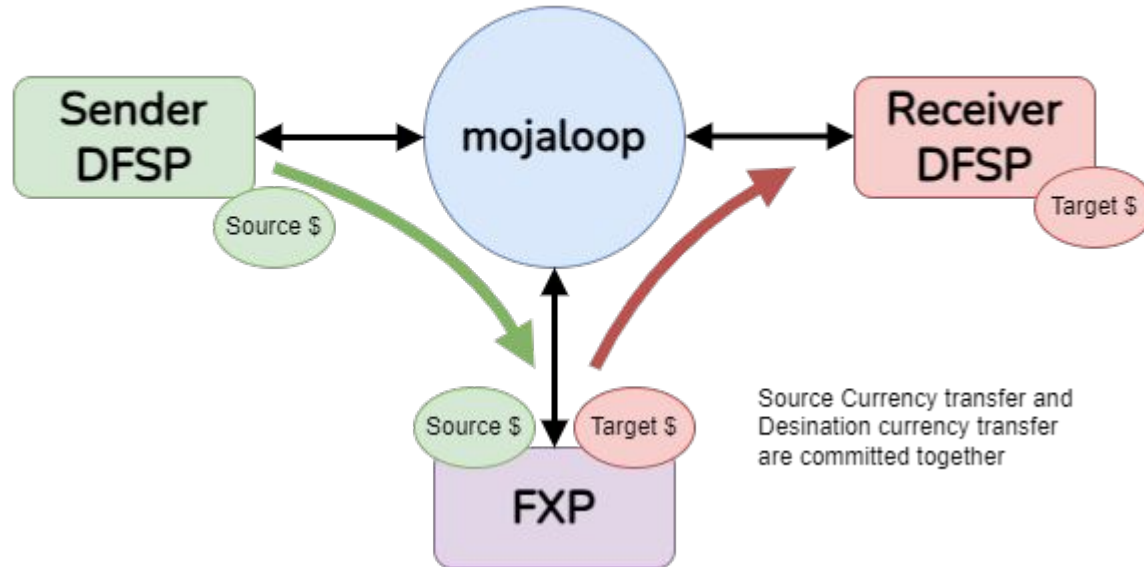 Sender
DFSP
mojaloop
Receiver
DFSP
Source $
Target $
Source $
Target $
FXP
Source Currency transfer and
Desination currency transfer
are committed together